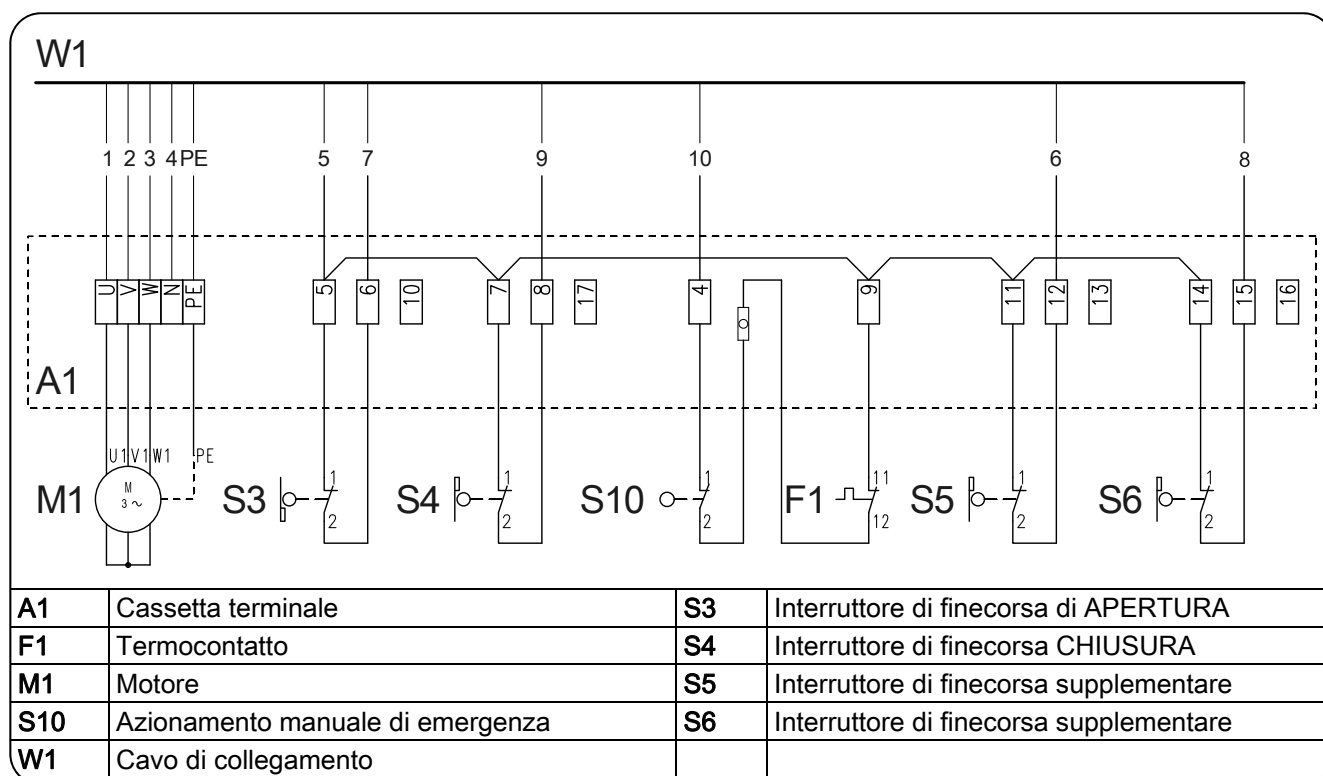 W1
1 2 3 4 PE 5 7 9 10 6 8
U V W N PE 5 6 10 7 8 17 4 9 11 12 13 14 15 16
A1
U1 V1 W1 PE 1 1 1 11 1 1
M1 M 3 ~ S3 S4 S10 F1 S5 S6
2 2 2 12 2 2
A1 Cassetta terminale S3 Interruttore di finecorsa di APERTURA
F1 Termocontatto S4 Interruttore di finecorsa CHIUSURA
M1 Motore S5 Interruttore di finecorsa supplementare
S10 Azionamento manuale di emergenza S6 Interruttore di finecorsa supplementare
W1 Cavo di collegamento